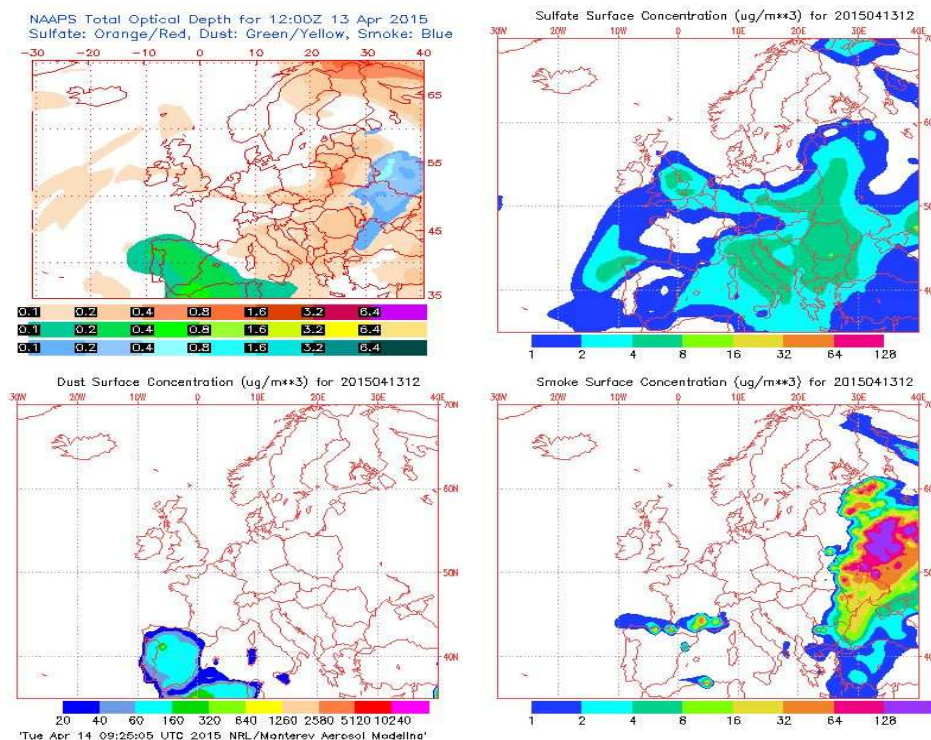 NAAPS Total Optical Depth for 12:00Z 13 Apr 2015
Sulfate: Orange/Red, Dust: Green/Yellow, Smoke: Blue
-30 -20 -10 0 10 20 30 40
65
55
45
35
0.1 0.2 0.4 0.8 1.6 3.2 6.4
0.1 0.2 0.4 0.8 1.6 3.2 6.4
0.1 0.2 0.4 0.8 1.6 3.2 6.4
Sulfate Surface Concentration (ug/m**3) for 2015041312
70N
60N
50N
40N
30W 20W 10W 0 10E 20E 30E 40E
1 2 4 8 16 32 64 128
Dust Surface Concentration (ug/m**3) for 2015041312
30W 20W 10W 0 10E 20E 30E 40E
70N
60N
50N
40N
20 40 60 160 320 640 1260 2580 5120 10240
'Tue Apr 14 09:25:05 UTC 2015 NRL/Monterey Aerosol Modeling'
Smoke Surface Concentration (ug/m**3) for 2015041312
70N
60N
50N
40N
30W 20W 10W 0 10E 20E 30E 40E
1 2 4 8 16 32 64 128